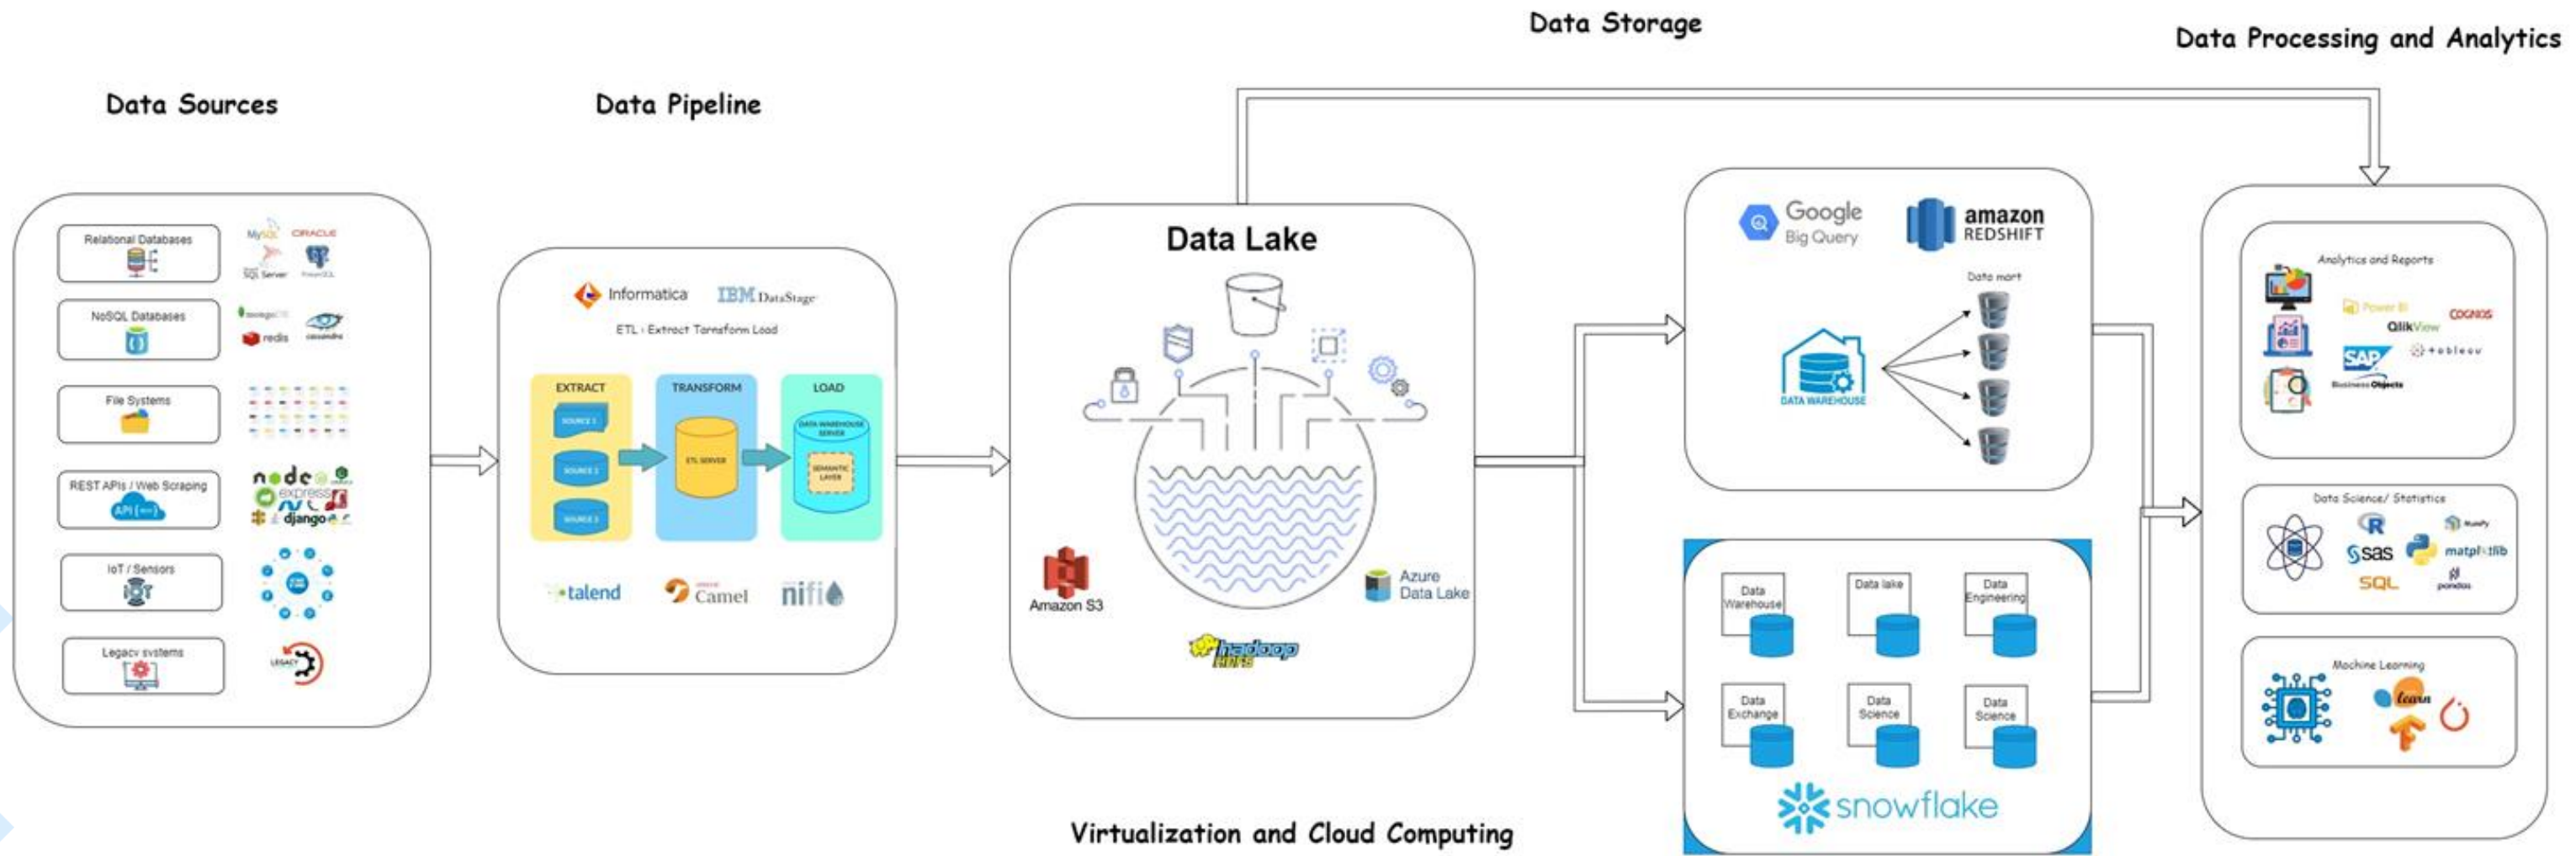 Data Storage
Data Processing and Analytics
Data Sources
Data Pipeline
Relational Databases
MySQL
ORACLE
SQL Server
PostgreSQL
NoSQL Databases
mongoDB
redis
cassandra
File Systems
REST APIs / Web Scraping
API
node
express
django
IoT / Sensors
IoT
Legacy systems
LEGACY
Informatica
IBM DataStage
ETL : Extract Tarnsform Load
EXTRACT
TRANSFORM
LOAD
SOURCE 1
SOURCE 2
SOURCE 3
ETL SERVER
DATA WAREHOUSE
SERVER
SEMANTIC
LAYER
talend
Camel
nifi
Data Lake
Amazon S3
Azure
Data Lake
hadoop
HDFS
Google
Big Query
amazon
REDSHIFT
Data mart
DATA WAREHOUSE
Data
Warehouse
Data lake
Data
Engineering
Data
Exchange
Data
Science
Data
Science
snowflake
Analytics and Reports
Power BI
COGNOS
QlikView
SAP
tableau
Business Objects
Data Science/ Statistics
R
NumPy
sas
matplotlib
SQL
pandas
Machine Learning
learn
Virtualization and Cloud Computing